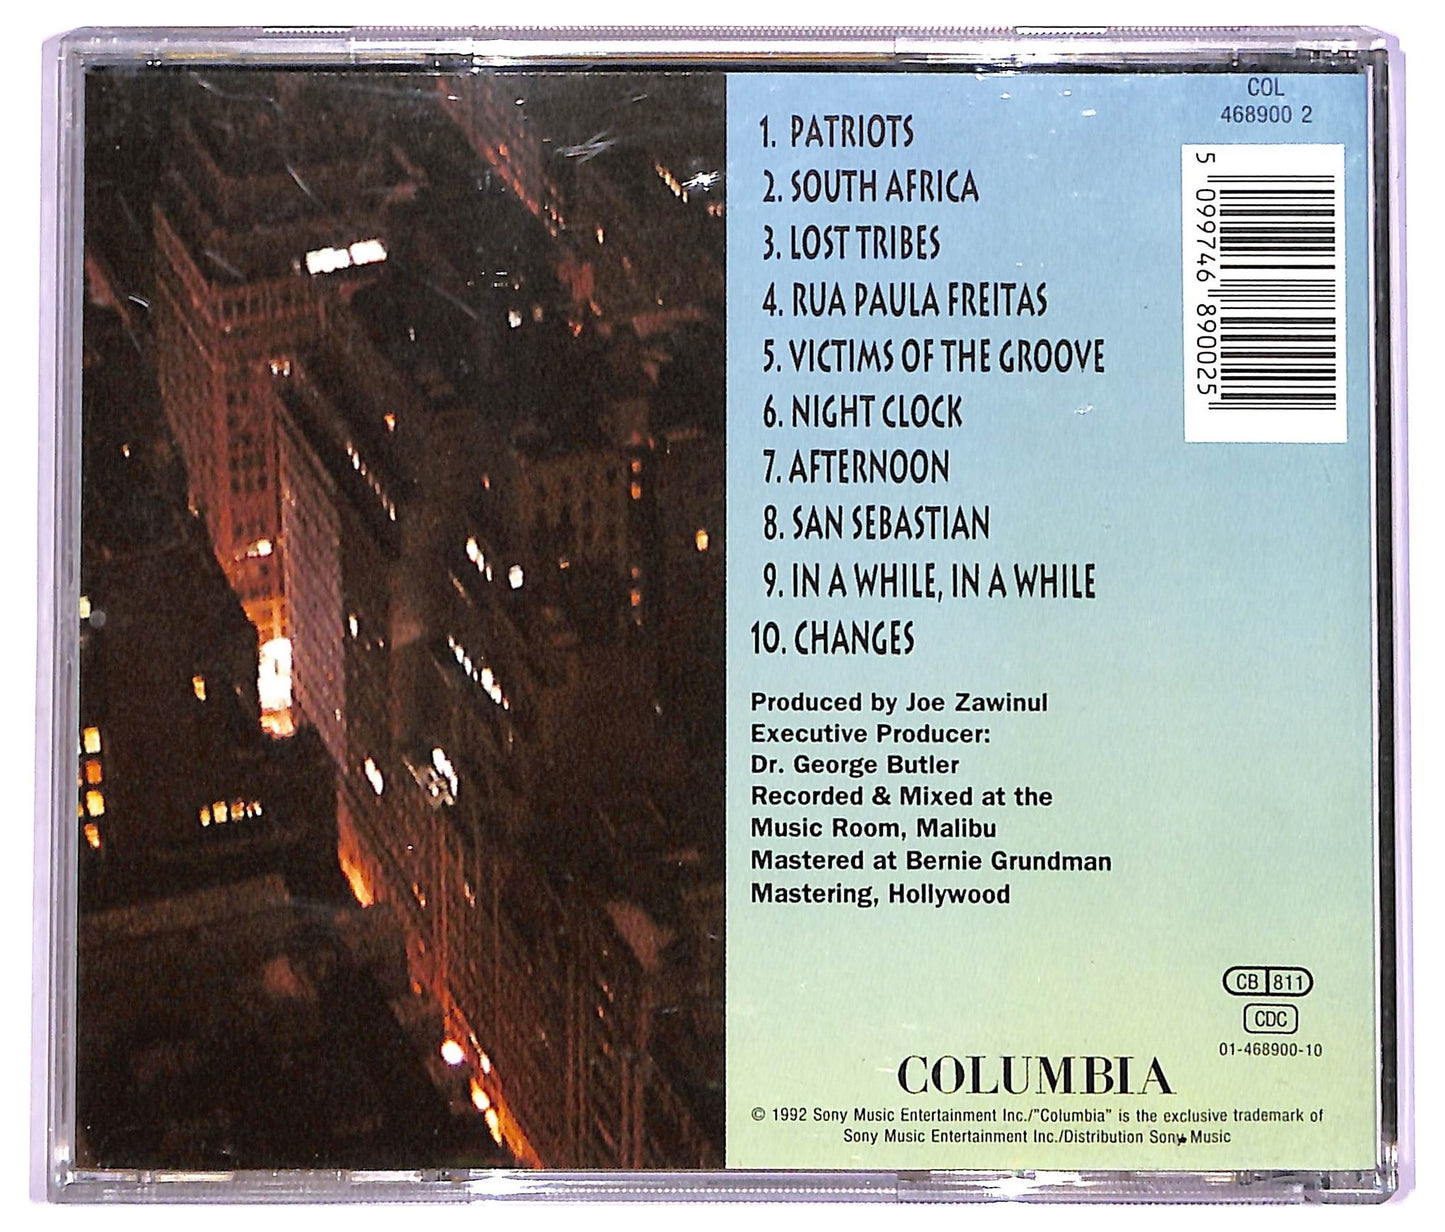 COL
468900 2
5 099746 890025
1. PATRIOTS
2. SOUTH AFRICA
3. LOST TRIBES
4. RUA PAULA FREITAS
5. VICTIMS OF THE GROOVE
6. NIGHT CLOCK
7. AFTERNOON
8. SAN SEBASTIAN
9. IN A WHILE, IN A WHILE
10. CHANGES
Produced by Joe Zawinul
Executive Producer:
Dr. George Butler
Recorded & Mixed at the
Music Room, Malibu
Mastered at Bernie Grundman
Mastering, Hollywood
CB 811
CDC
01-468900-10
COLUMBIA
© 1992 Sony Music Entertainment Inc./"Columbia" is the exclusive trademark of
Sony Music Entertainment Inc./Distribution Sony Music